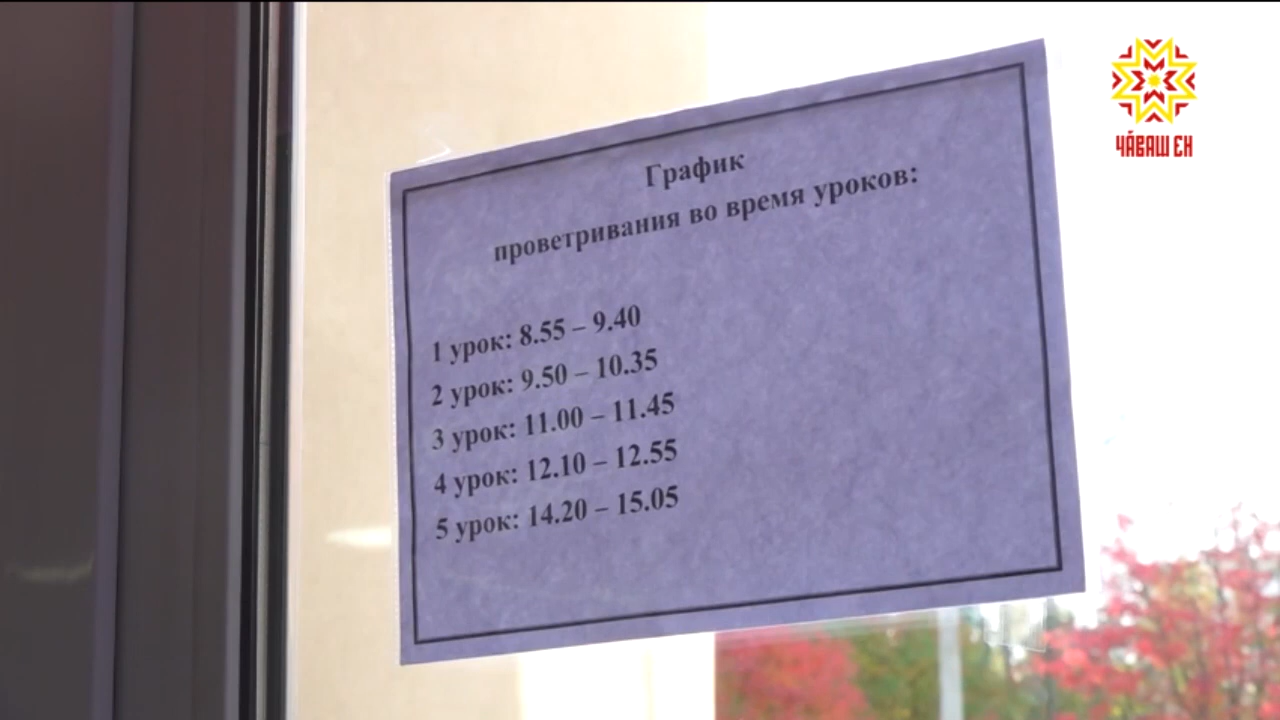 График
проветривания во время уроков:
1 урок: 8.55 – 9.40
2 урок: 9.50 – 10.35
3 урок: 11.00 – 11.45
4 урок: 12.10 – 12.55
5 урок: 14.20 – 15.05
ЧӐВАШ ЕН